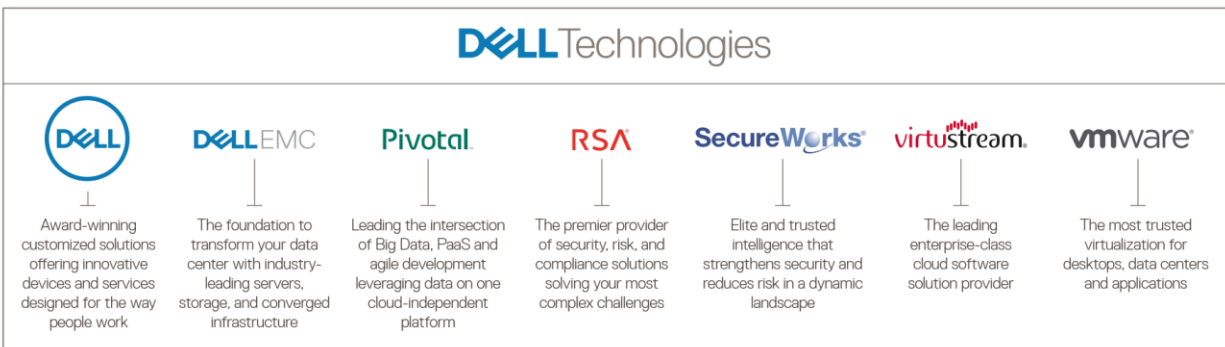 DELL Technologies
DELL
Award-winning
customized solutions
offering innovative
devices and services
designed for the way
people work
DELL EMC
The foundation to
transform your data
center with industry-
leading servers,
storage, and converged
infrastructure
Pivotal.
Leading the intersection
of Big Data, PaaS and
agile development
leveraging data on one
cloud-independent
platform
RSA®
The premier provider
of security, risk, and
compliance solutions
solving your most
complex challenges
SecureWorks®
Elite and trusted
intelligence that
strengthens security and
reduces risk in a dynamic
landscape
virtustream®
The leading
enterprise-class
cloud software
solution provider
vmware®
The most trusted
virtualization for
desktops, data centers
and applications